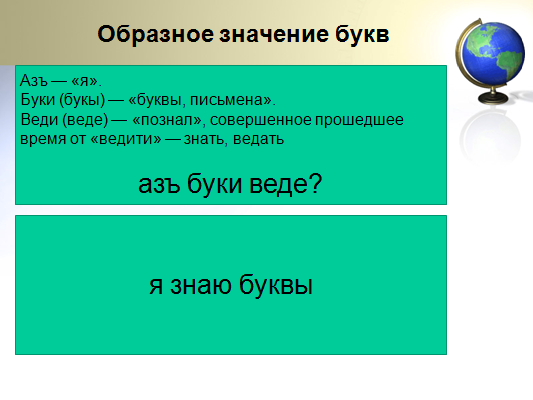 Образное значение букв
Азъ — «я».
Буки (букы) — «буквы, письмена».
Веди (веде) — «познал», совершенное прошедшее
время от «ведити» — знать, ведать
азъ буки веде?
я знаю буквы